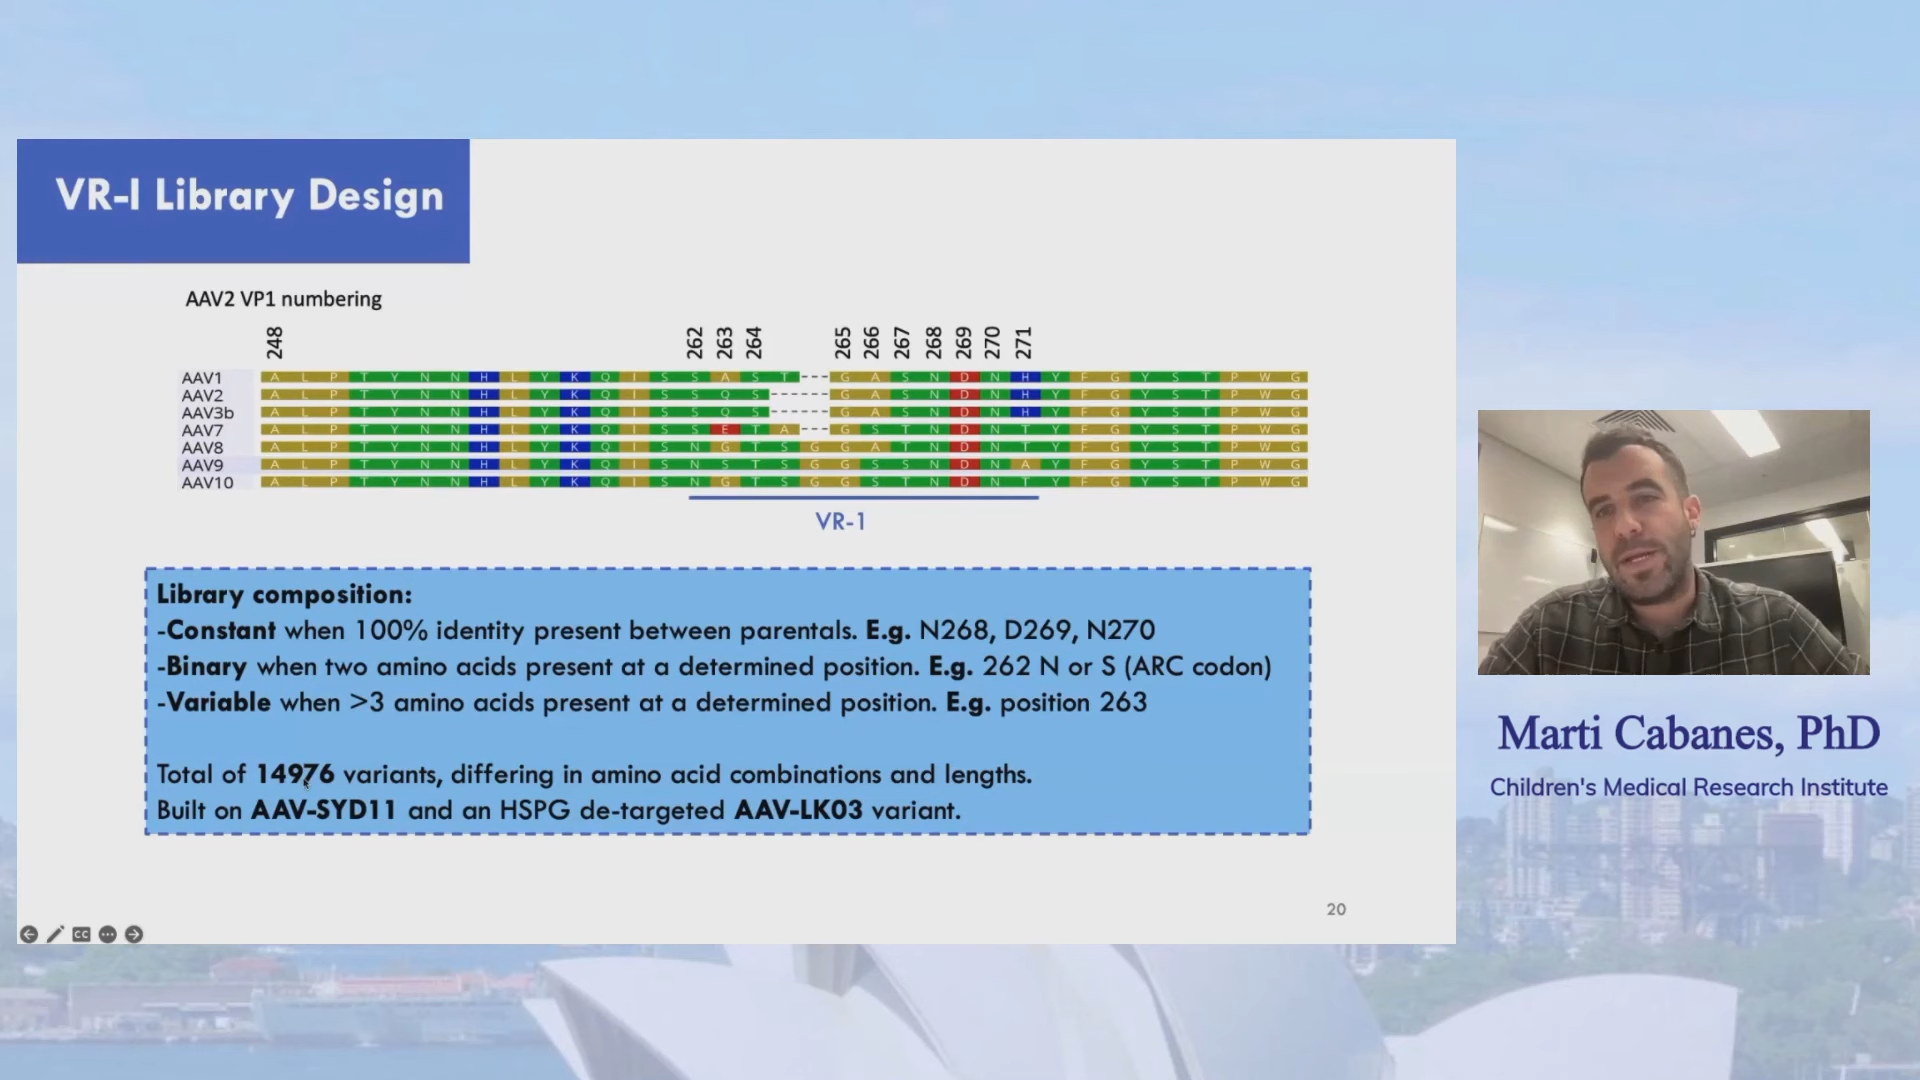 VR-I Library Design
AAV2 VP1 numbering
248 262 263 264 265 266 267 268 269 270 271
AAV1 A L P T Y N N H L Y K Q I S S A S T --- G A S N D N H Y F G Y S T P W G
AAV2 A L P T Y N N H L Y K Q I S S Q S ------ G A S N D N H Y F G Y S T P W G
AAV3b A L P T Y N N H L Y K Q I S S Q S ------ G A S N D N H Y F G Y S T P W G
AAV7 A L P T Y N N H L Y K Q I S S E T A --- G S T N D N T Y F G Y S T P W G
AAV8 A L P T Y N N H L Y K Q I S N G T S G G A T N D N T Y F G Y S T P W G
AAV9 A L P T Y N N H L Y K Q I S N S T S G G S S N D N A Y F G Y S T P W G
AAV10 A L P T Y N N H L Y K Q I S N G T S G G S T N D N T Y F G Y S T P W G
VR-1
Library composition:
-Constant when 100% identity present between parentals. E.g. N268, D269, N270
-Binary when two amino acids present at a determined position. E.g. 262 N or S (ARC codon)
-Variable when >3 amino acids present at a determined position. E.g. position 263
Total of 14976 variants, differing in amino acid combinations and lengths.
Built on AAV-SYD11 and an HSPG de-targeted AAV-LK03 variant.
20
CC
Marti Cabanes, PhD
Children's Medical Research Institute